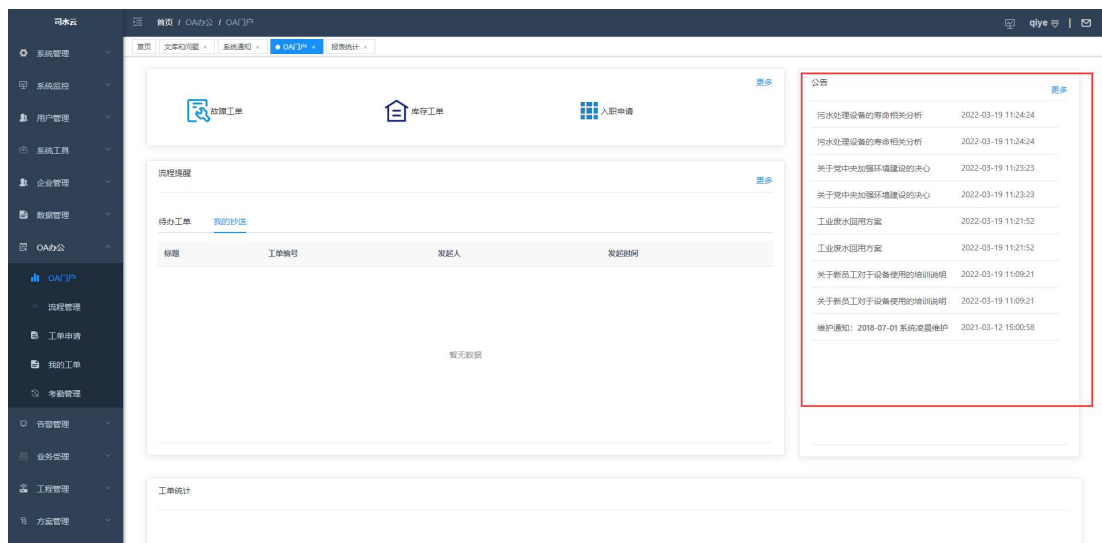 司水云
首页 / OA办公 / OA门户
qiye
首页 文库和问题 × 系统通知 × OA门户 × 报表统计 ×
系统管理
系统监控
用户管理
系统工具
企业管理
数据管理
OA办公
OA门户
流程管理
工单申请
我的工单
考勤管理
告警管理
业务受理
工程管理
方案管理
更多
故障工单 库存工单 入职申请
流程提醒
更多
待办工单 我的抄送
标题 工单编号 发起人 发起时间
暂无数据
工单统计
公告
更多
污水处理设备的寿命相关分析 2022-03-19 11:24:24
污水处理设备的寿命相关分析 2022-03-19 11:24:24
关于党中央加强环境建设的决心 2022-03-19 11:23:23
关于党中央加强环境建设的决心 2022-03-19 11:23:23
工业废水回用方案 2022-03-19 11:21:52
工业废水回用方案 2022-03-19 11:21:52
关于新员工对于设备使用的培训说明 2022-03-19 11:09:21
关于新员工对于设备使用的培训说明 2022-03-19 11:09:21
维护通知：2018-07-01 系统凌晨维护 2021-03-12 15:00:58